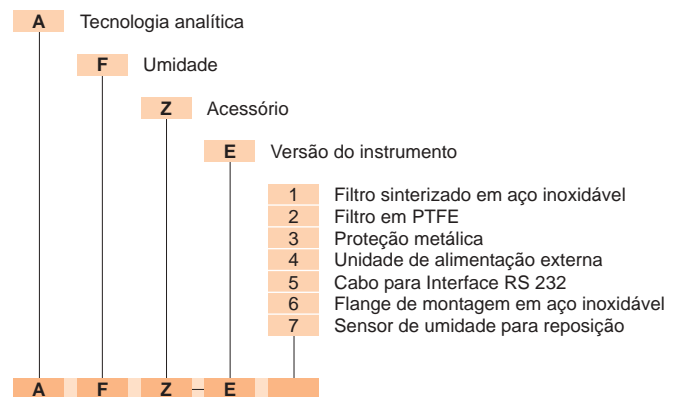 A Tecnologia analítica
F Umidade
Z Acessório
E Versão do instrumento
1 Filtro sinterizado em aço inoxidável
2 Filtro em PTFE
3 Proteção metálica
4 Unidade de alimentação externa
5 Cabo para Interface RS 232
6 Flange de montagem em aço inoxidável
7 Sensor de umidade para reposição
A F Z – E